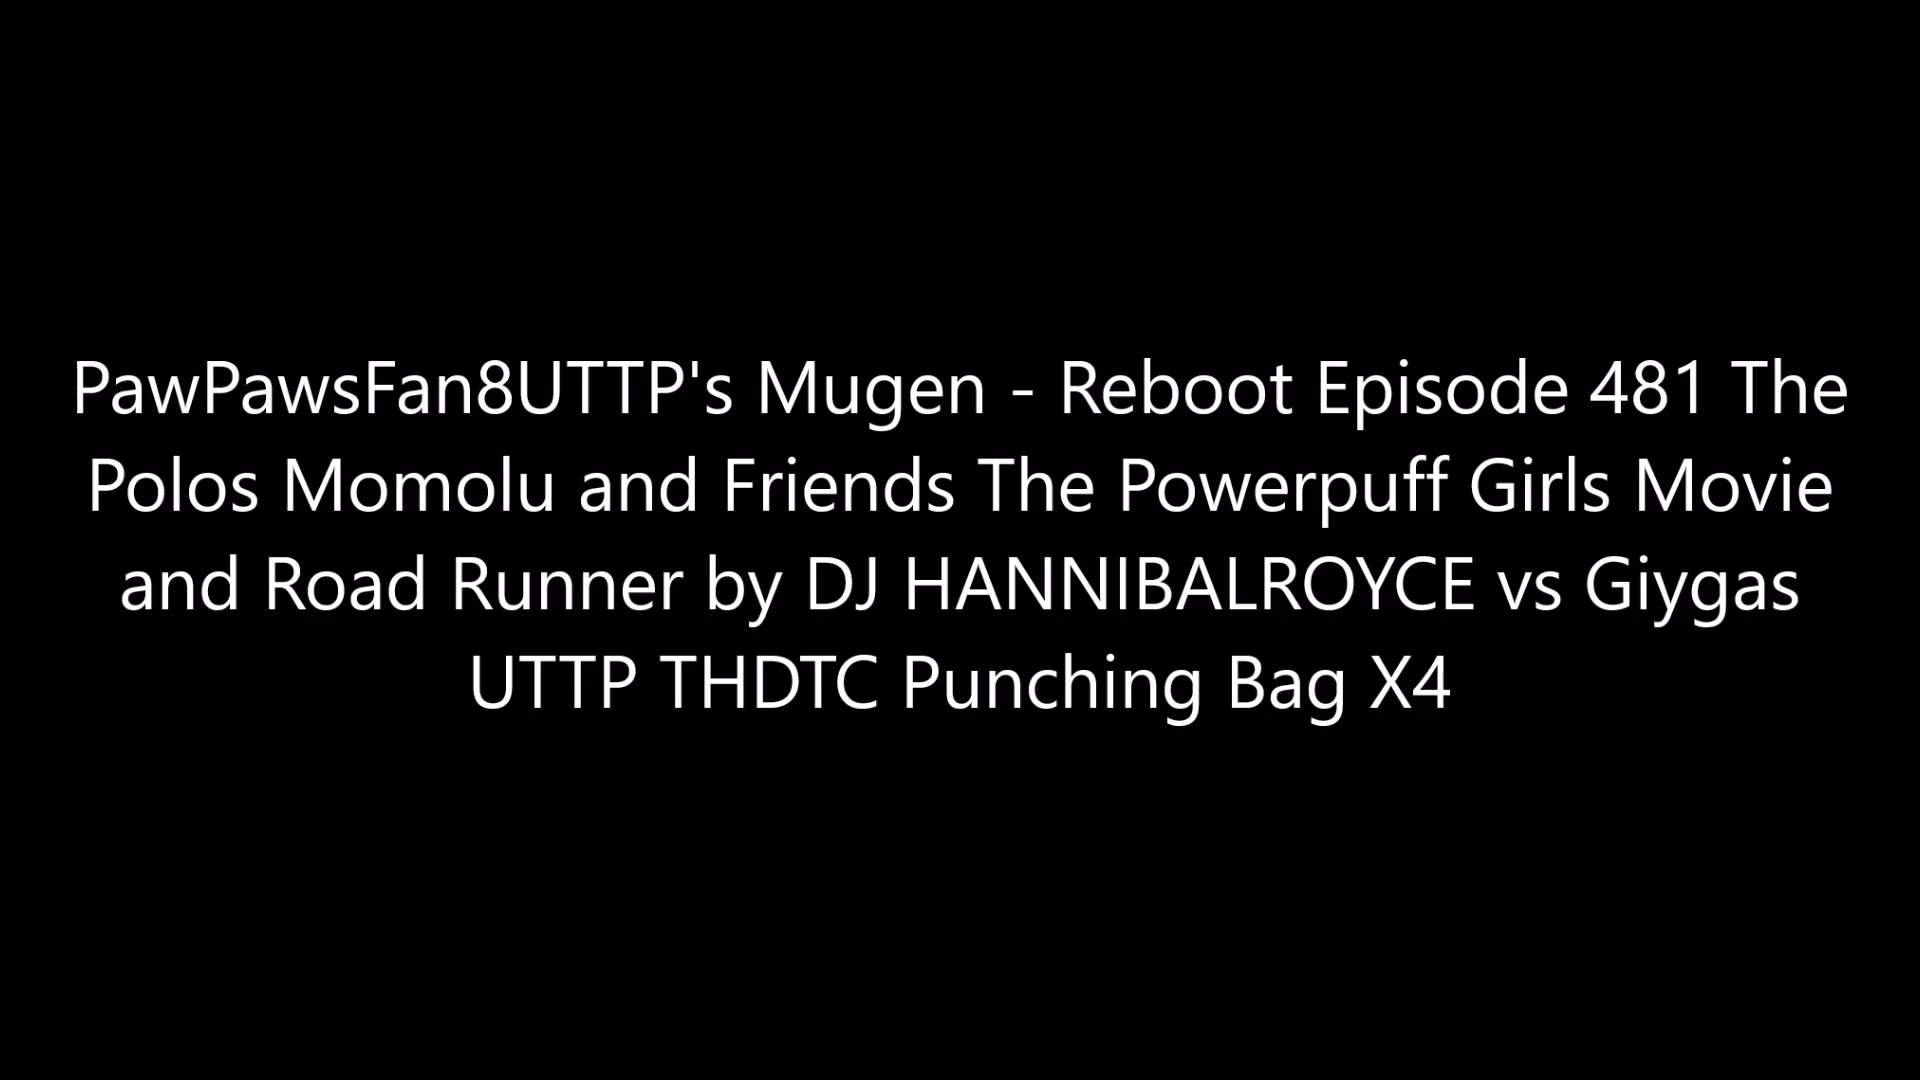 PawPawsFan8UTTP's Mugen - Reboot Episode 481 The
Polos Momolu and Friends The Powerpuff Girls Movie
and Road Runner by DJ HANNIBALROYCE vs Giygas
UTTP THDTC Punching Bag X4